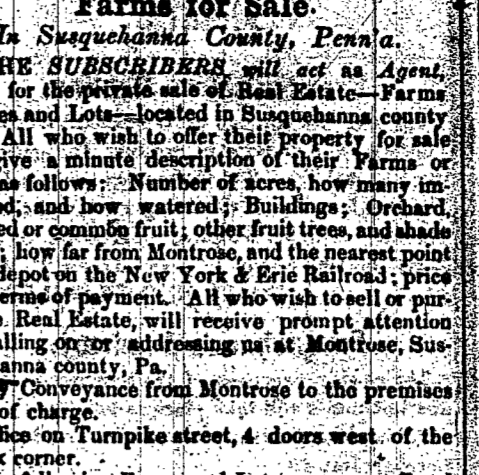 Farms for Sale.
In Susquehanna County, Penn'a.
HE SUBSCRIBERS will act as Agent,
for the private sale of Real Estate—Farms
es and Lots—located in Susquehanna county
All who wish to offer their property for sale
ive a minute description of their Farms or
as follows: Number of acres, how many im-
ed, and how watered; Buildings; Orchard,
ed or common fruit; other fruit trees, and shade
; how far from Montrose, and the nearest point
depot on the New York & Erie Railroad; price
erms of payment. All who wish to sell or pur-
e Real Estate, will receive prompt attention
alling on or addressing us at Montrose, Sus-
anna county, Pa.
Conveyance from Montrose to the premises
of charge.
fice on Turnpike street, 4 doors west of the
k corner.